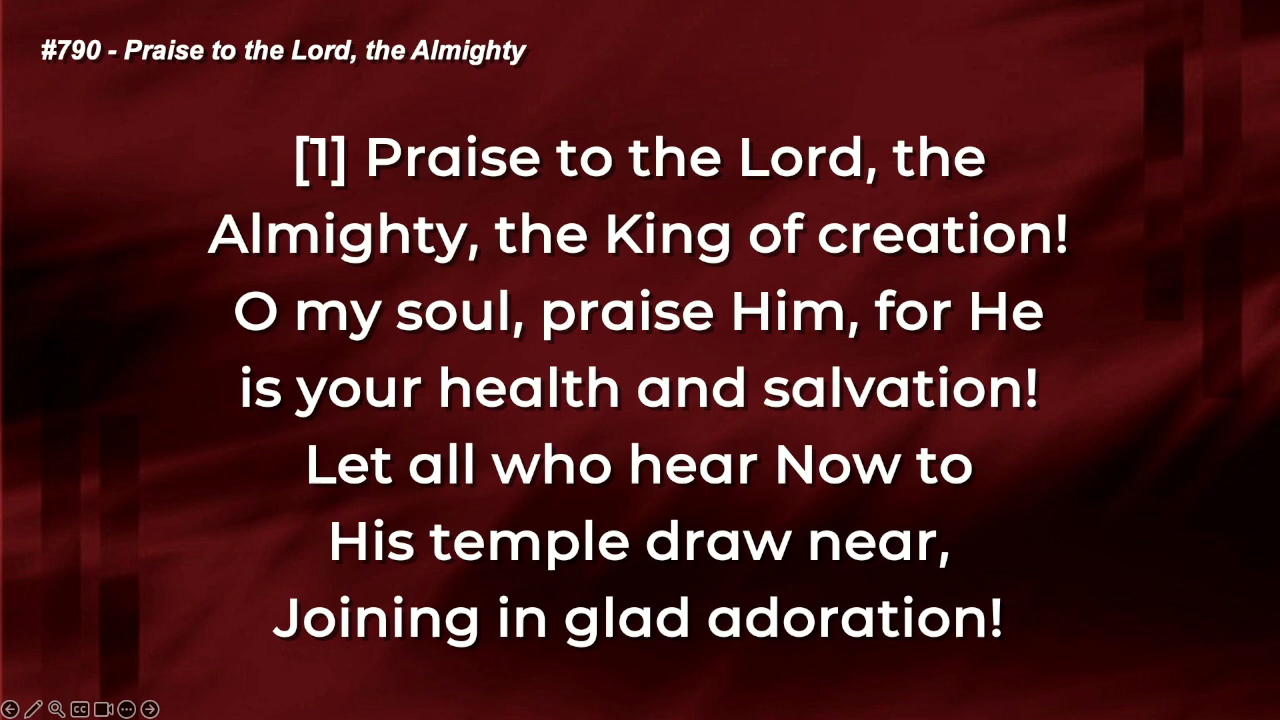 #790 - Praise to the Lord, the Almighty
[1] Praise to the Lord, the
Almighty, the King of creation!
O my soul, praise Him, for He
is your health and salvation!
Let all who hear Now to
His temple draw near,
Joining in glad adoration!
CC